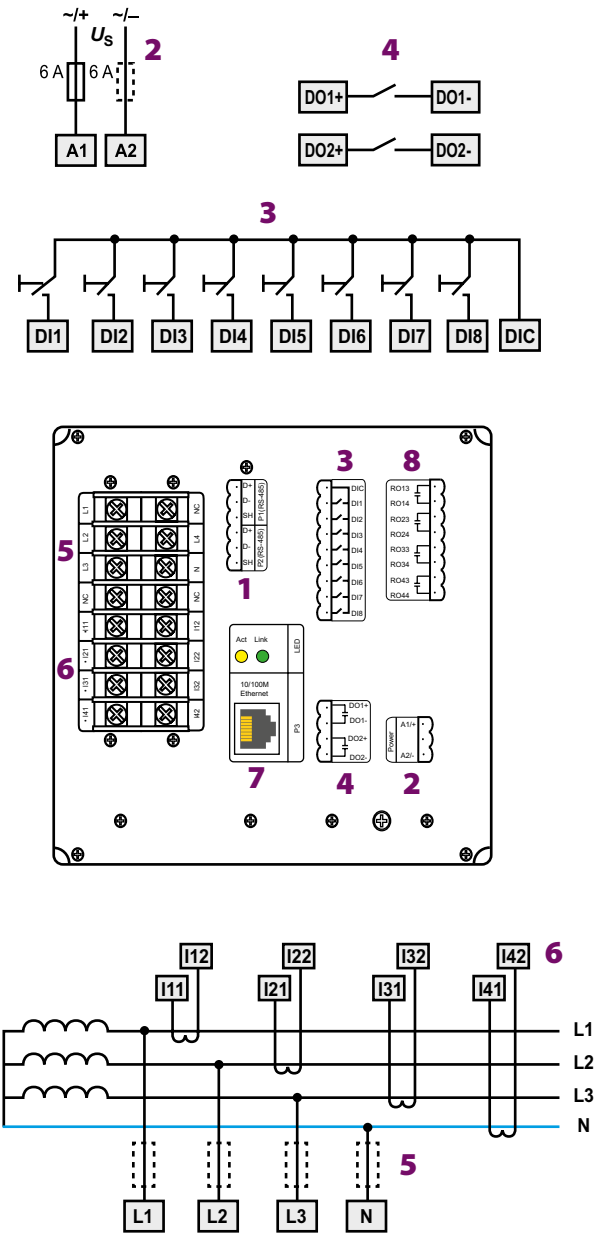 ~/+ ~/–
U_S 2
6 A 6 A
A1 A2
4
DO1+ DO1-
DO2+ DO2-
3
DI1 DI2 DI3 DI4 DI5 DI6 DI7 DI8 DIC
L1 NC
L2 L4
L3 N
NC NC
•I11 I12
•I21 I22
•I31 I32
•I41 I42
5
6
D+
D-
SH
P1(RS-485)
D+
D-
SH
P2(RS-485)
1
3
DIC
DI1
DI2
DI3
DI4
DI5
DI6
DI7
DI8
8
RO13
RO14
RO23
RO24
RO33
RO34
RO43
RO44
Act Link
LED
10/100M
Ethernet
P3
7
DO1+
DO1-
DO2+
DO2-
4
Power
A1/+
A2/-
2
I12 I22 I32 I42 6
I11 I21 I31 I41
L1
L2
L3
N
5
L1 L2 L3 N